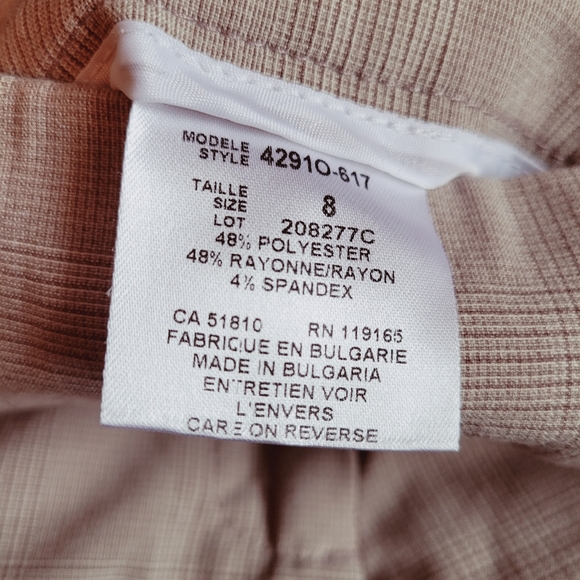 MODELE
STYLE 4291O-617
TAILLE
SIZE 8
LOT 208277C
48% POLYESTER
48% RAYONNE/RAYON
4% SPANDEX
CA 51810 RN 119165
FABRIQUE EN BULGARIE
MADE IN BULGARIA
ENTRETIEN VOIR
L'ENVERS
CARE ON REVERSE